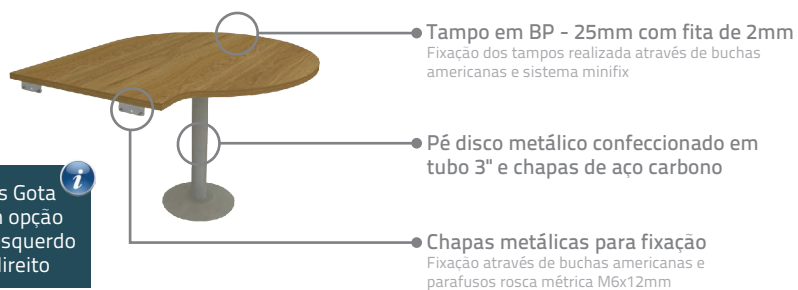 Tampo em BP - 25mm com fita de 2mm
Fixação dos tampos realizada através de buchas
americanas e sistema minifix
Pé disco metálico confeccionado em
tubo 3" e chapas de aço carbono
i
s Gota
opção
squerdo
ireito
Chapas metálicas para fixação
Fixação através de buchas americanas e
parafusos rosca métrica M6x12mm